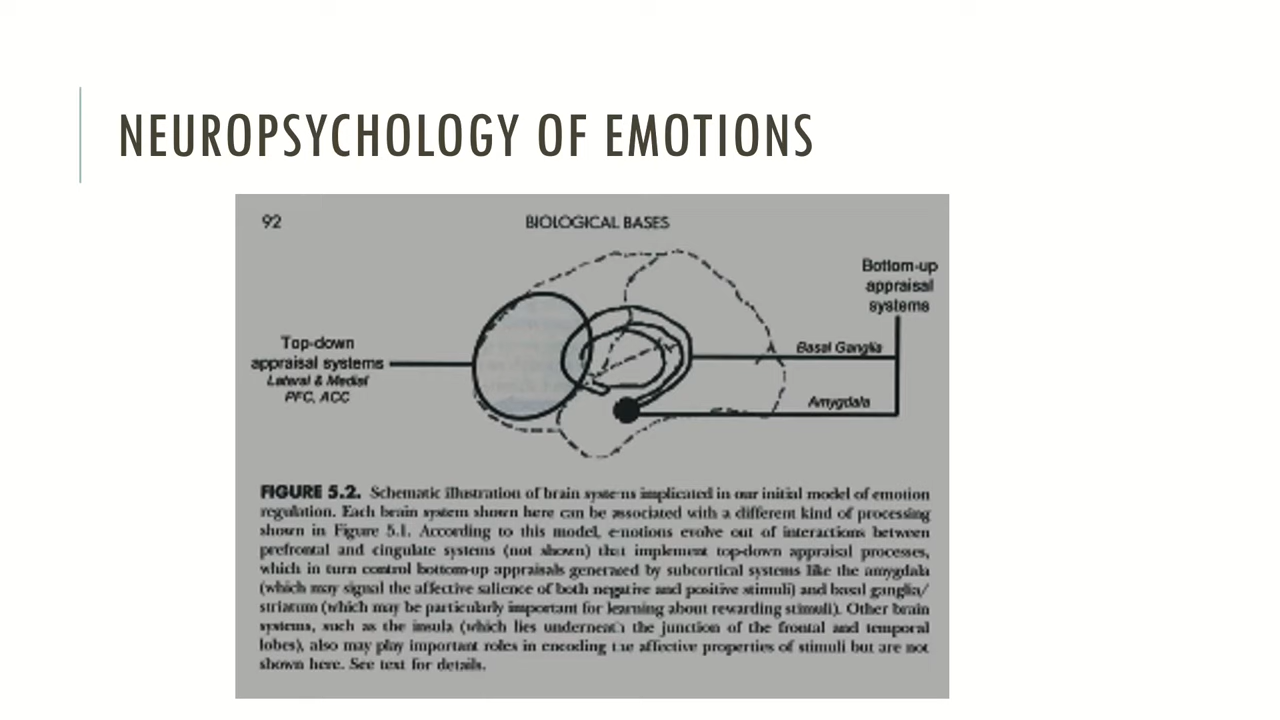 NEUROPSYCHOLOGY OF EMOTIONS
92
BIOLOGICAL BASES
Bottom-up
appraisal
systems
Top-down
appraisal systems
Lateral & Medial
PFC, ACC
Basal Ganglia
Amygdala
FIGURE 5.2. Schematic illustration of brain systems implicated in our initial model of emotion
regulation. Each brain system shown here can be associated with a different kind of processing
shown in Figure 5.1. According to this model, emotions evolve out of interactions between
prefrontal and cingulate systems (not shown) that implement top-down appraisal processes,
which in turn control bottom-up appraisals generated by subcortical systems like the amygdala
(which may signal the affective salience of both negative and positive stimuli) and basal ganglia/
striatum (which may be particularly important for learning about rewarding stimuli). Other brain
systems, such as the insula (which lies underneath the junction of the frontal and temporal
lobes), also may play important roles in encoding the affective properties of stimuli but are not
shown here. See text for details.